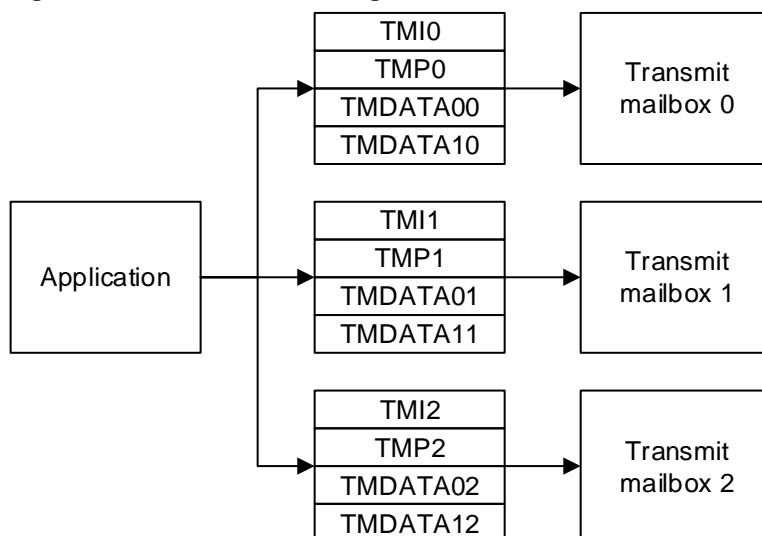 TMI0
TMP0
TMDATA00
TMDATA10
Transmit
mailbox 0
Application
TMI1
TMP1
TMDATA01
TMDATA11
Transmit
mailbox 1
TMI2
TMP2
TMDATA02
TMDATA12
Transmit
mailbox 2